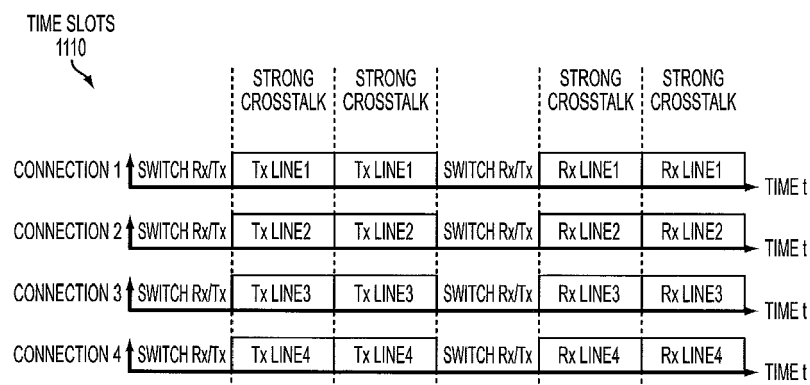 TIME SLOTS
1110
STRONG CROSSTALK STRONG CROSSTALK STRONG CROSSTALK STRONG CROSSTALK
CONNECTION 1 SWITCH Rx/Tx Tx LINE1 Tx LINE1 SWITCH Rx/Tx Rx LINE1 Rx LINE1 TIME t
CONNECTION 2 SWITCH Rx/Tx Tx LINE2 Tx LINE2 SWITCH Rx/Tx Rx LINE2 Rx LINE2 TIME t
CONNECTION 3 SWITCH Rx/Tx Tx LINE3 Tx LINE3 SWITCH Rx/Tx Rx LINE3 Rx LINE3 TIME t
CONNECTION 4 SWITCH Rx/Tx Tx LINE4 Tx LINE4 SWITCH Rx/Tx Rx LINE4 Rx LINE4 TIME t